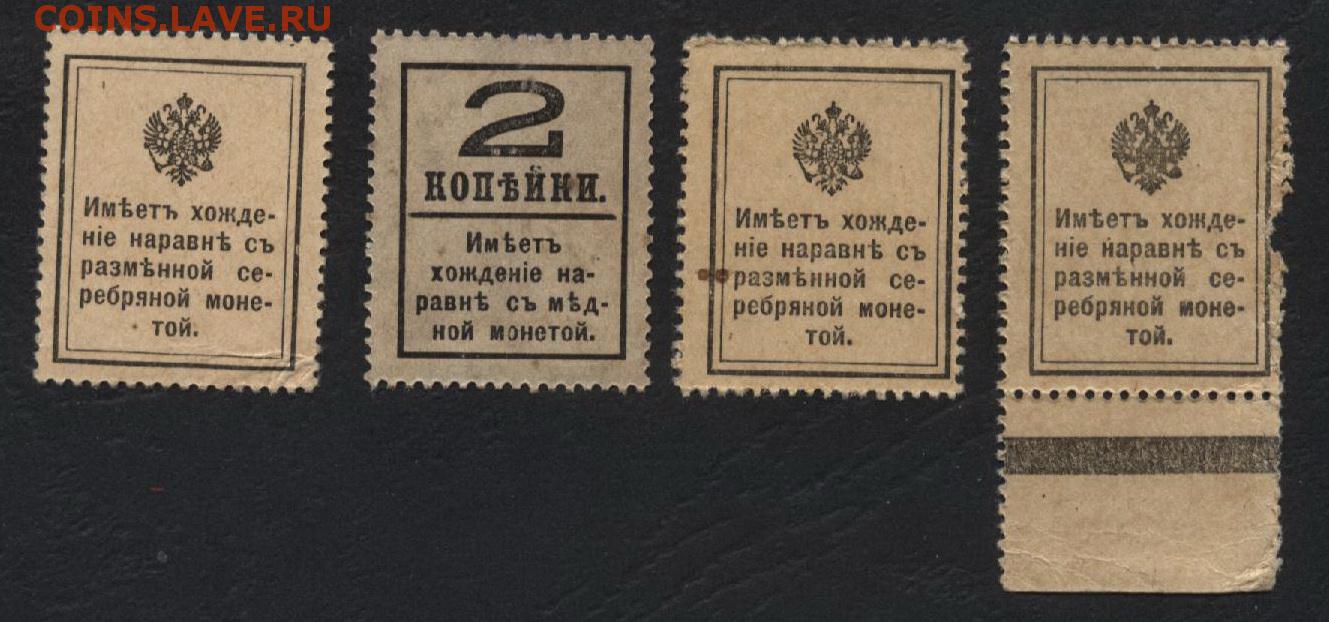 COINS.LAVE.RU
Имѣетъ хожде-
ніе наравнѣ съ
размѣнной се-
ребряной моне-
той.
2
КОПѢЙКИ.
Имѣетъ
хожденіе на-
равнѣ съ мѣд-
ной монетой.
Имѣетъ хожде-
ніе наравнѣ съ
размѣнной се-
ребряной моне-
той.
Имѣетъ хожде-
ніе наравнѣ съ
размѣнной се-
ребряной моне-
той.